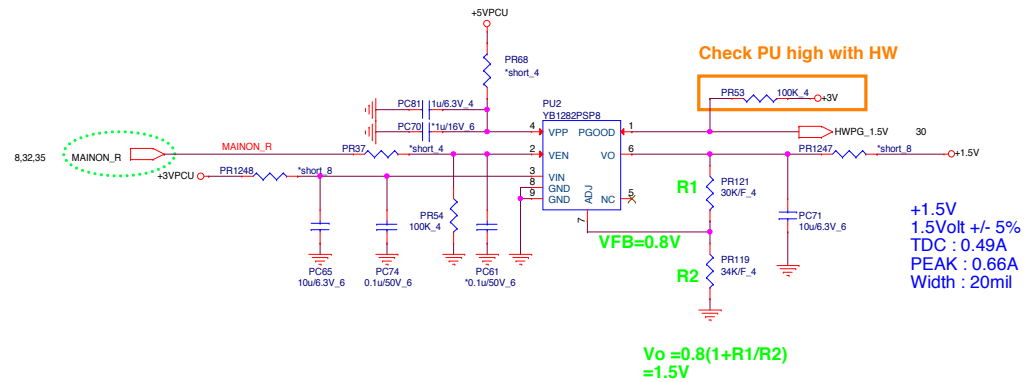 +5VPCU
PR68
*short_4
Check PU high with HW
PR53
100K_4
+3V
PC81
1u/6.3V_4
PC70
*1u/16V_6
PU2
YB1282PSP8
4
VPP
PGOOD
1
HWPG_1.5V
30
8,32,35
MAINON_R
MAINON_R
PR37
*short_4
2
VEN
VO
6
PR1247
*short_8
+1.5V
+3VPCU
PR1248
*short_8
3
VIN
8
GND
9
GND
ADJ
NC
5
7
R1
PR121
30K/F_4
PR54
100K_4
PC71
10u/6.3V_6
VFB=0.8V
R2
PR119
34K/F_4
PC65
10u/6.3V_6
PC74
0.1u/50V_6
PC61
*0.1u/50V_6
+1.5V
1.5Volt +/- 5%
TDC : 0.49A
PEAK : 0.66A
Width : 20mil
Vo =0.8(1+R1/R2)
=1.5V